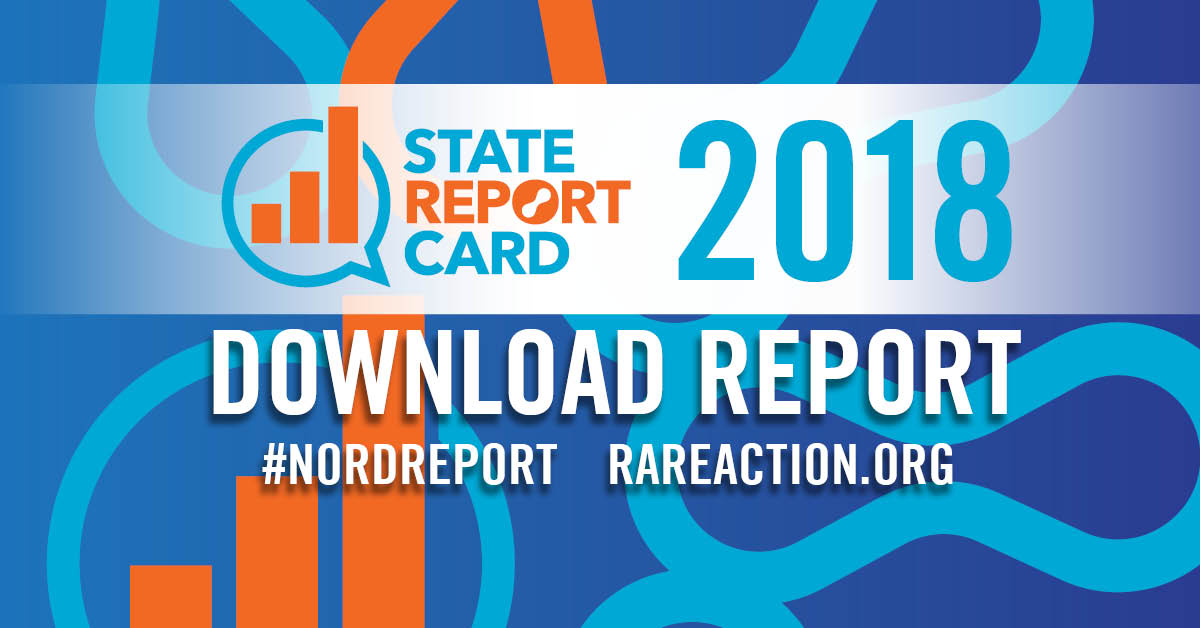 STATE
REPORT
CARD
2018
DOWNLOAD REPORT
#NORDREPORT RAREACTION.ORG